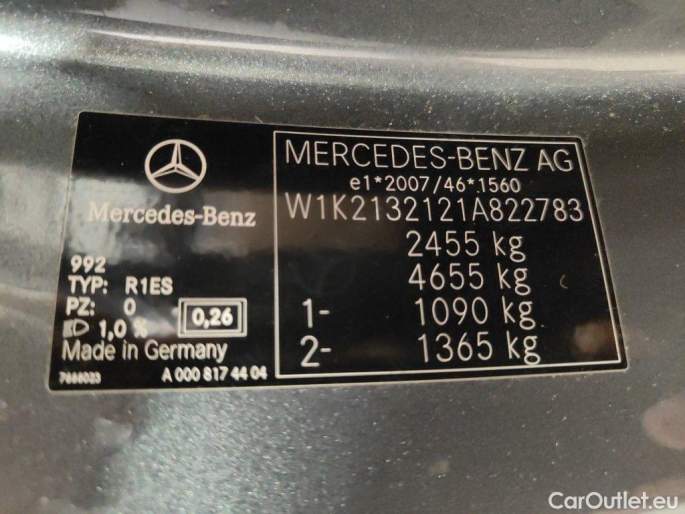 Mercedes-Benz
992
TYP: R1ES
PZ: 0
1,0 %
0,26
Made in Germany
7666023
A 000 817 44 04
MERCEDES-BENZ AG
e1*2007/46*1560
W1K2132121A822783
2455 kg
4655 kg
1- 1090 kg
2- 1365 kg
CarOutlet.eu